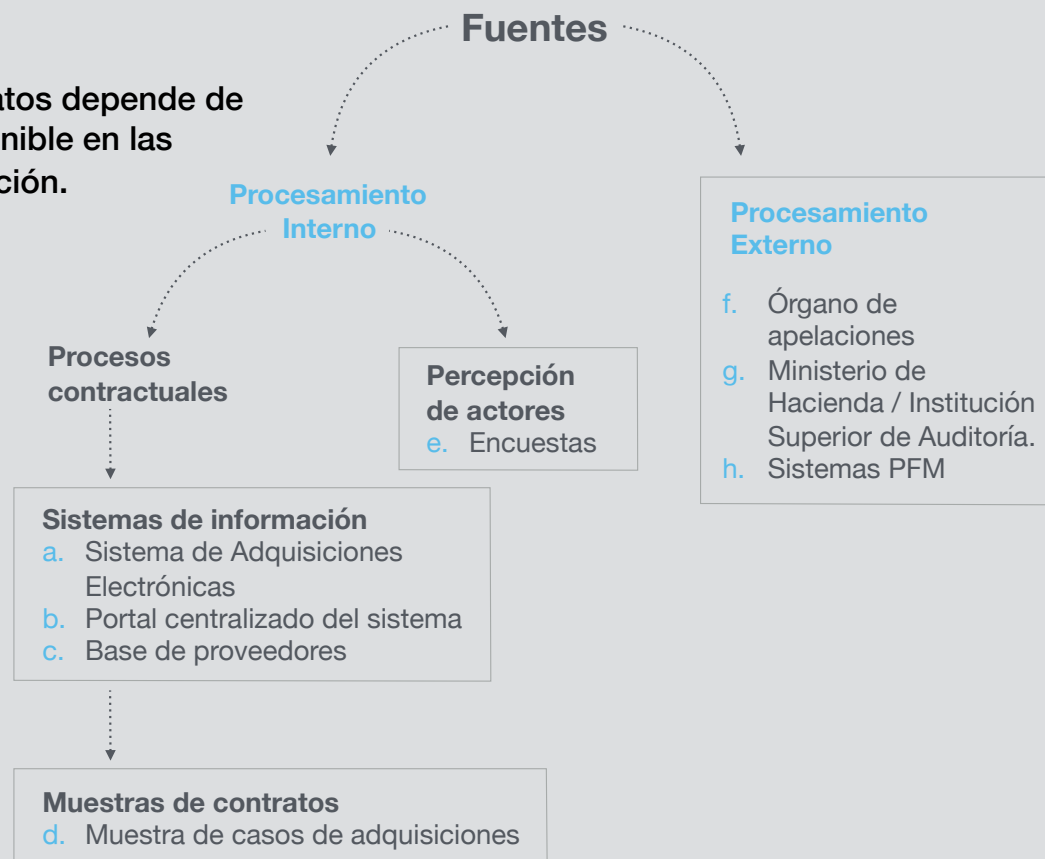 Fuentes
atos depende de
nible en las
ción.
Procesamiento
Interno
Procesamiento
Externo
f. Órgano de
apelaciones
g. Ministerio de
Hacienda / Institución
Superior de Auditoría.
h. Sistemas PFM
Procesos
contractuales
Percepción
de actores
e. Encuestas
Sistemas de información
a. Sistema de Adquisiciones
Electrónicas
b. Portal centralizado del sistema
c. Base de proveedores
Muestras de contratos
d. Muestra de casos de adquisiciones